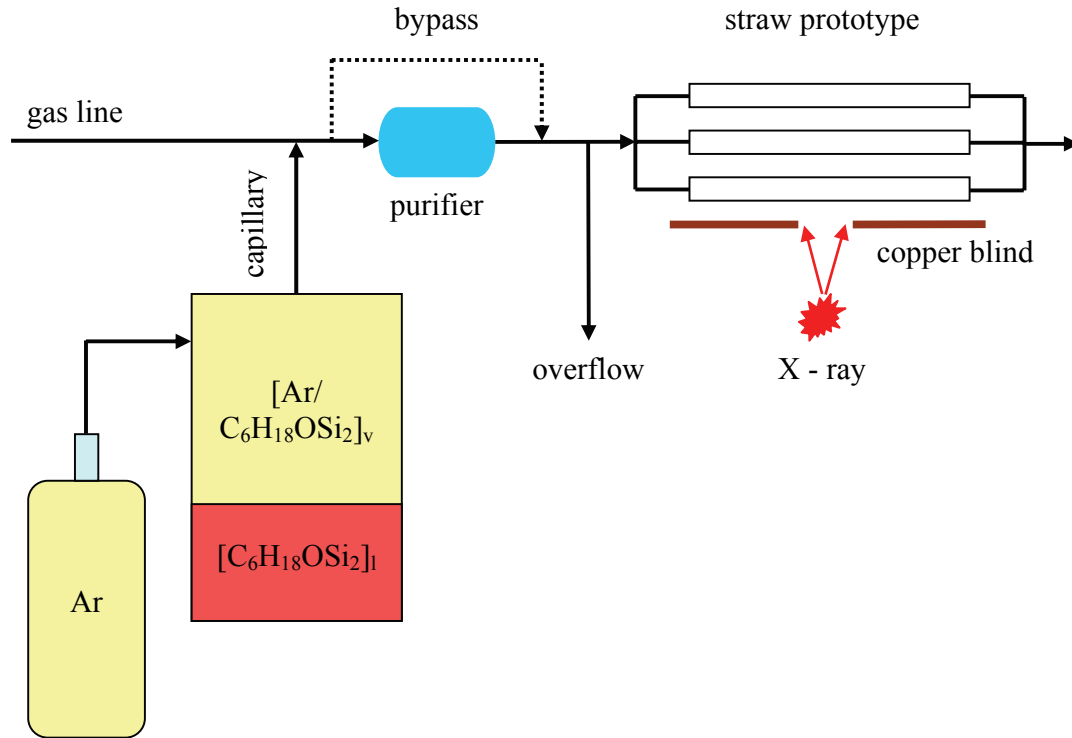 bypass
straw prototype
gas line
purifier
capillary
copper blind
overflow
X - ray
[Ar/
C₆H₁₈OSi₂]ᵥ
[C₆H₁₈OSi₂]ₗ
Ar